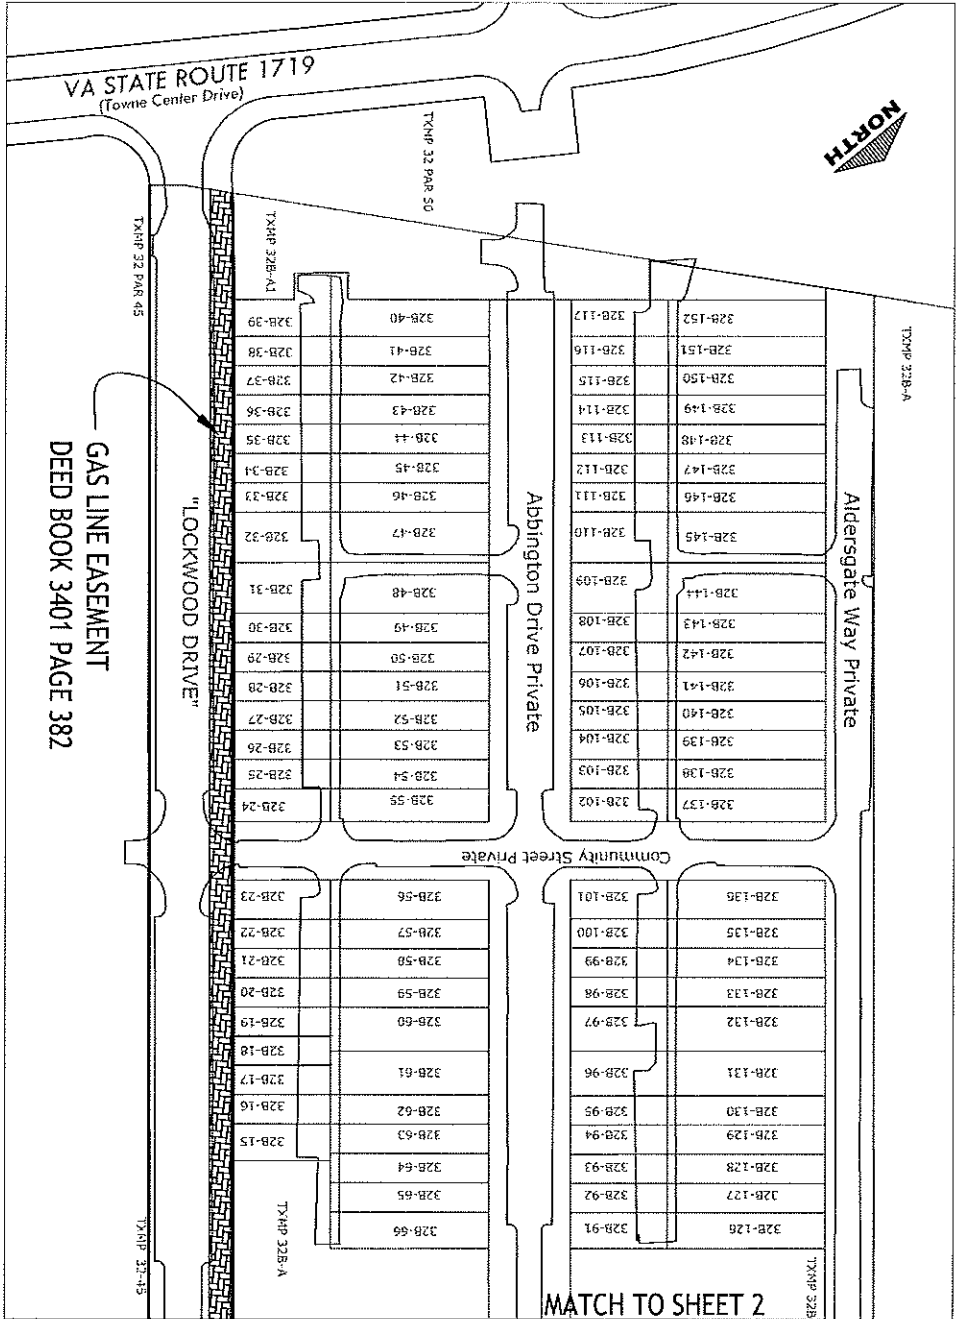 VA STATE ROUTE 1719
(Towne Center Drive)
NORTH
TXMP 32 PAR 50
TXMP 32 PAR 45
TXMP 32B-A1
TXMP 32B-A
32B-39
32B-38
32B-37
32B-36
32B-35
32B-34
32B-33
32B-32
32B-31
32B-30
32B-29
32B-28
32B-27
32B-26
32B-25
32B-24
32B-40
32B-41
32B-42
32B-43
32B-44
32B-45
32B-46
32B-47
32B-48
32B-49
32B-50
32B-51
32B-52
32B-53
32B-54
32B-55
Abbington Drive Private
32B-117
32B-116
32B-115
32B-114
32B-113
32B-112
32B-111
32B-110
32B-109
32B-108
32B-107
32B-106
32B-105
32B-104
32B-103
32B-102
32B-152
32B-151
32B-150
32B-149
32B-148
32B-147
32B-146
32B-145
32B-144
32B-143
32B-142
32B-141
32B-140
32B-139
32B-138
32B-137
Aldersgate Way Private
GAS LINE EASEMENT
DEED BOOK 3401 PAGE 382
"LOCKWOOD DRIVE"
Community Street Private
32B-23
32B-22
32B-21
32B-20
32B-19
32B-18
32B-17
32B-16
32B-15
32B-56
32B-57
32B-58
32B-59
32B-60
32B-61
32B-62
32B-63
32B-64
32B-65
32B-66
32B-101
32B-100
32B-99
32B-98
32B-97
32B-96
32B-95
32B-94
32B-93
32B-92
32B-91
32B-136
32B-135
32B-134
32B-133
32B-132
32B-131
32B-130
32B-129
32B-128
32B-127
32B-126
TXMP 32-45
TXMP 32B-A
TXMP 32B
MATCH TO SHEET 2